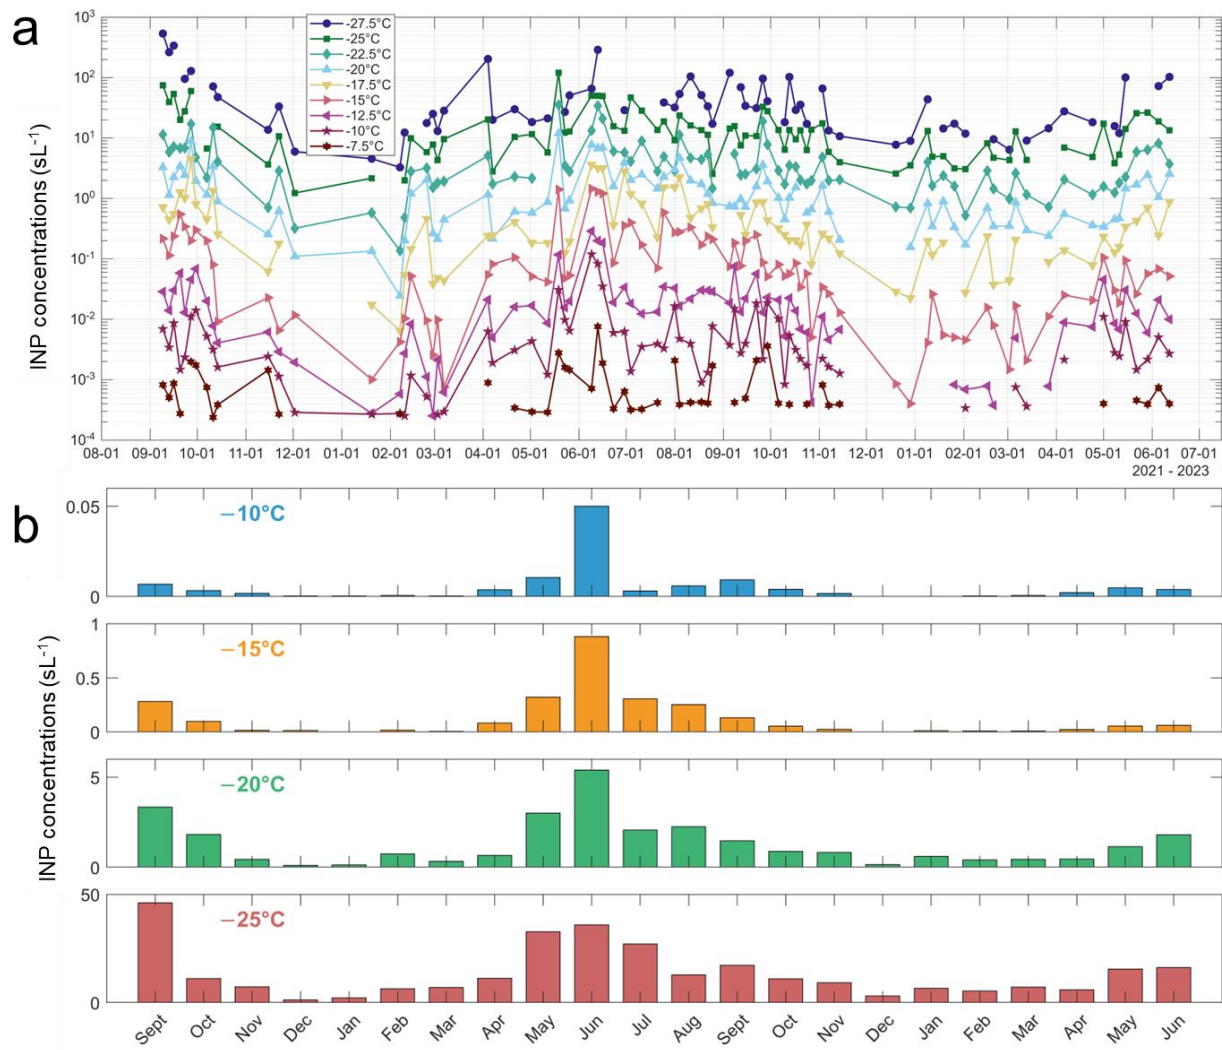 a
INP concentrations (sL⁻¹)
10³
10²
10¹
10⁰
10⁻¹
10⁻²
10⁻³
10⁻⁴
-27.5°C
-25°C
-22.5°C
-20°C
-17.5°C
-15°C
-12.5°C
-10°C
-7.5°C
08-01 09-01 10-01 11-01 12-01 01-01 02-01 03-01 04-01 05-01 06-01 07-01 08-01 09-01 10-01 11-01 01-01 02-01 03-01 04-01 05-01 06-01 07-01
2021 - 2023
b
INP concentrations (sL⁻¹)
−10°C
0.05
0
−15°C
1
0.5
0
−20°C
5
0
−25°C
50
0
Sept Oct Nov Dec Jan Feb Mar Apr May Jun Jul Aug Sept Oct Nov Dec Jan Feb Mar Apr May Jun